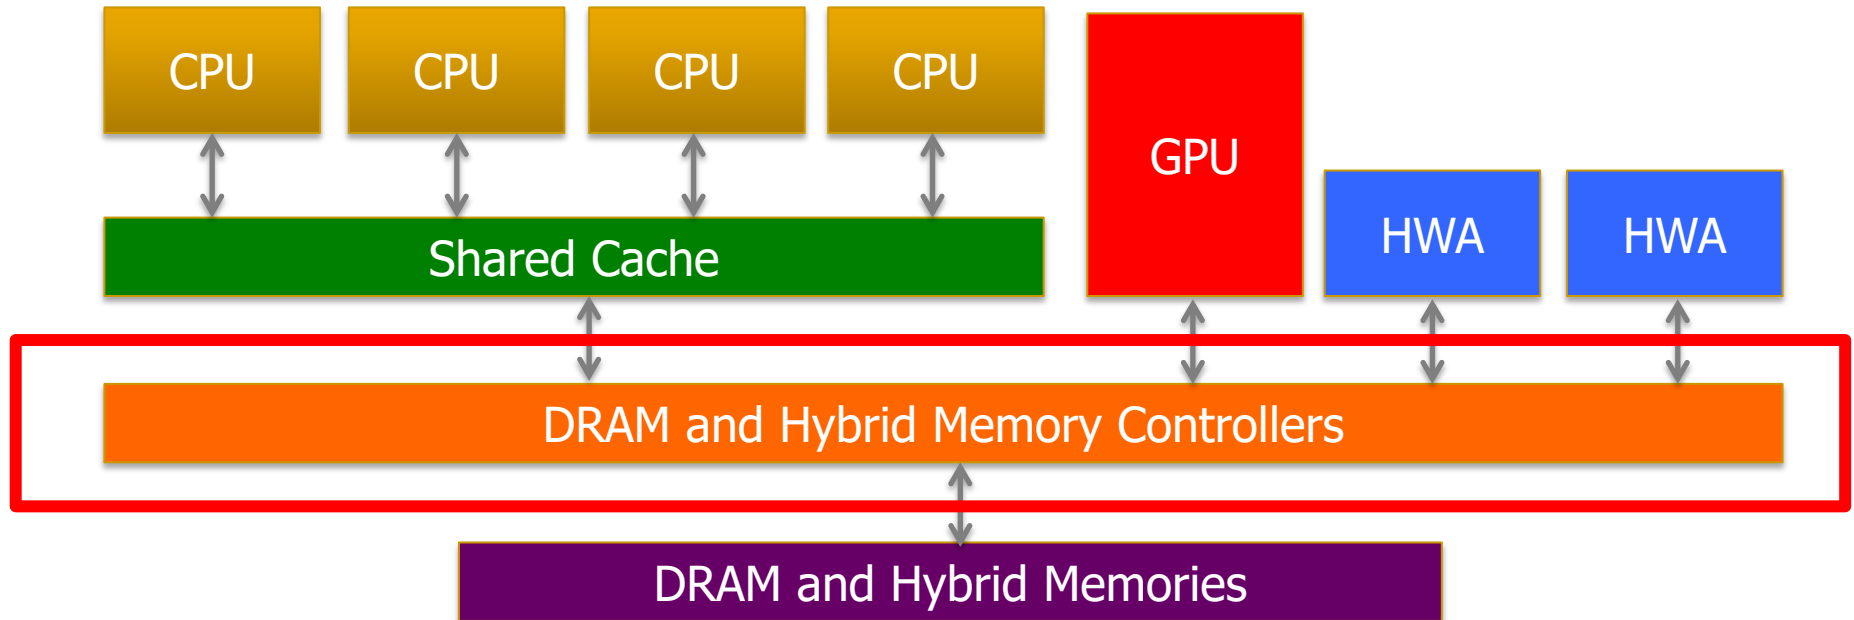 CPU
CPU
CPU
CPU
GPU
HWA
HWA
Shared Cache
DRAM and Hybrid Memory Controllers
DRAM and Hybrid Memories